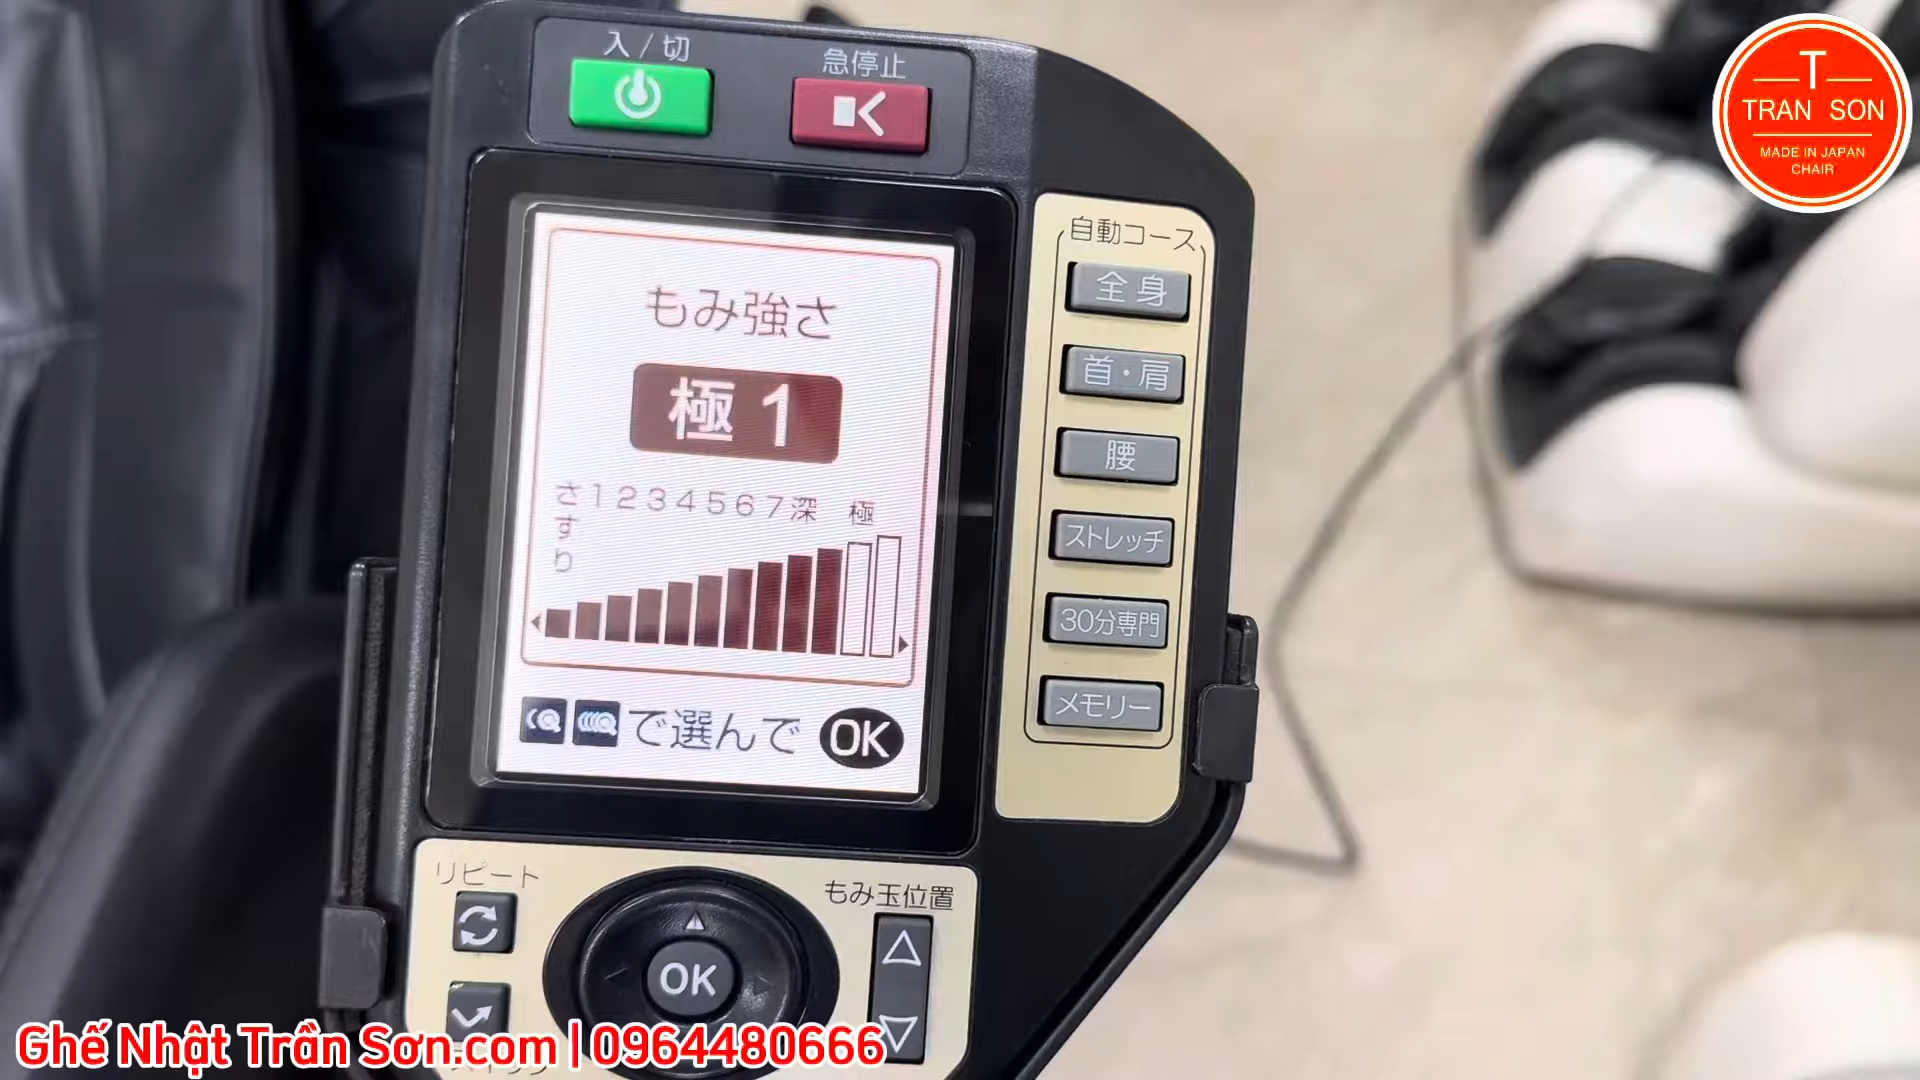 入/切
急停止
T
TRAN SON
MADE IN JAPAN
CHAIR
自動コース
全身
首・肩
腰
ストレッチ
30分専門
メモリー
もみ強さ
極 1
さすり 1 2 3 4 5 6 7 深 極
で選んで OK
リピート
もみ玉位置
OK
Ghế Nhật Trần Sơn.com | 0964480666